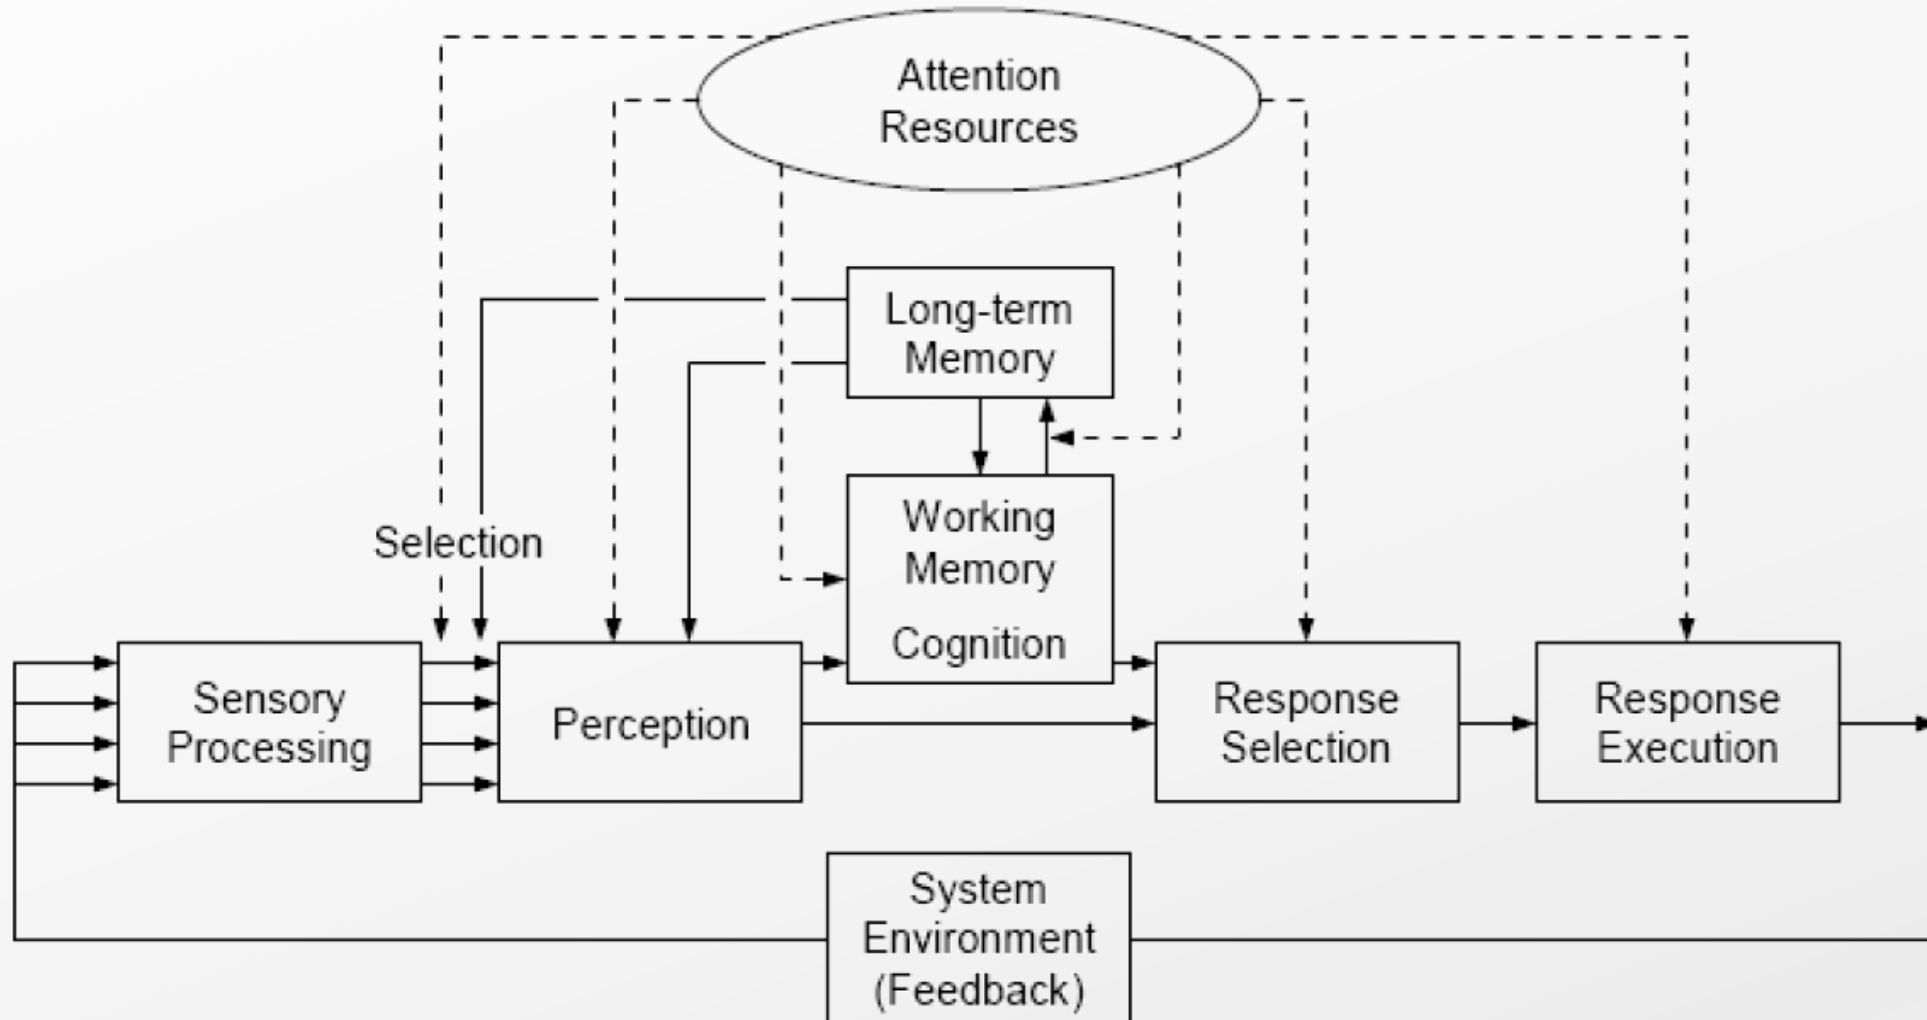 Attention
Resources
Long-term
Memory
Selection
Working
Memory
Cognition
Sensory
Processing
Perception
Response
Selection
Response
Execution
System
Environment
(Feedback)